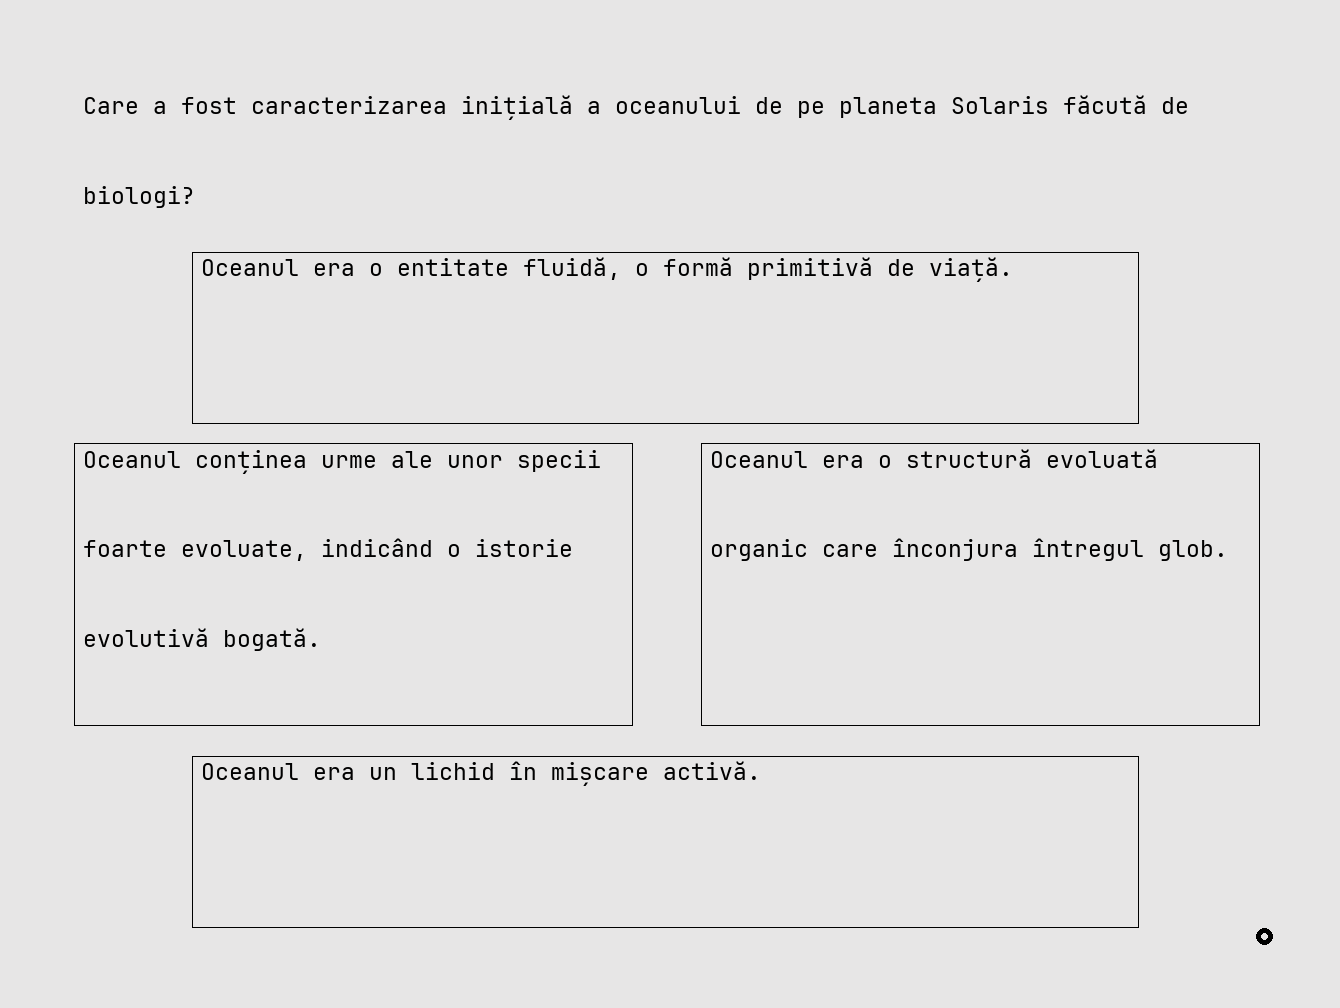 Care a fost caracterizarea inițială a oceanului de pe planeta Solaris făcută de
biologi?
Oceanul era o entitate fluidă, o formă primitivă de viață.
Oceanul conținea urme ale unor specii
foarte evoluate, indicând o istorie
evolutivă bogată.
Oceanul era o structură evoluată
organic care înconjura întregul glob.
Oceanul era un lichid în mișcare activă.